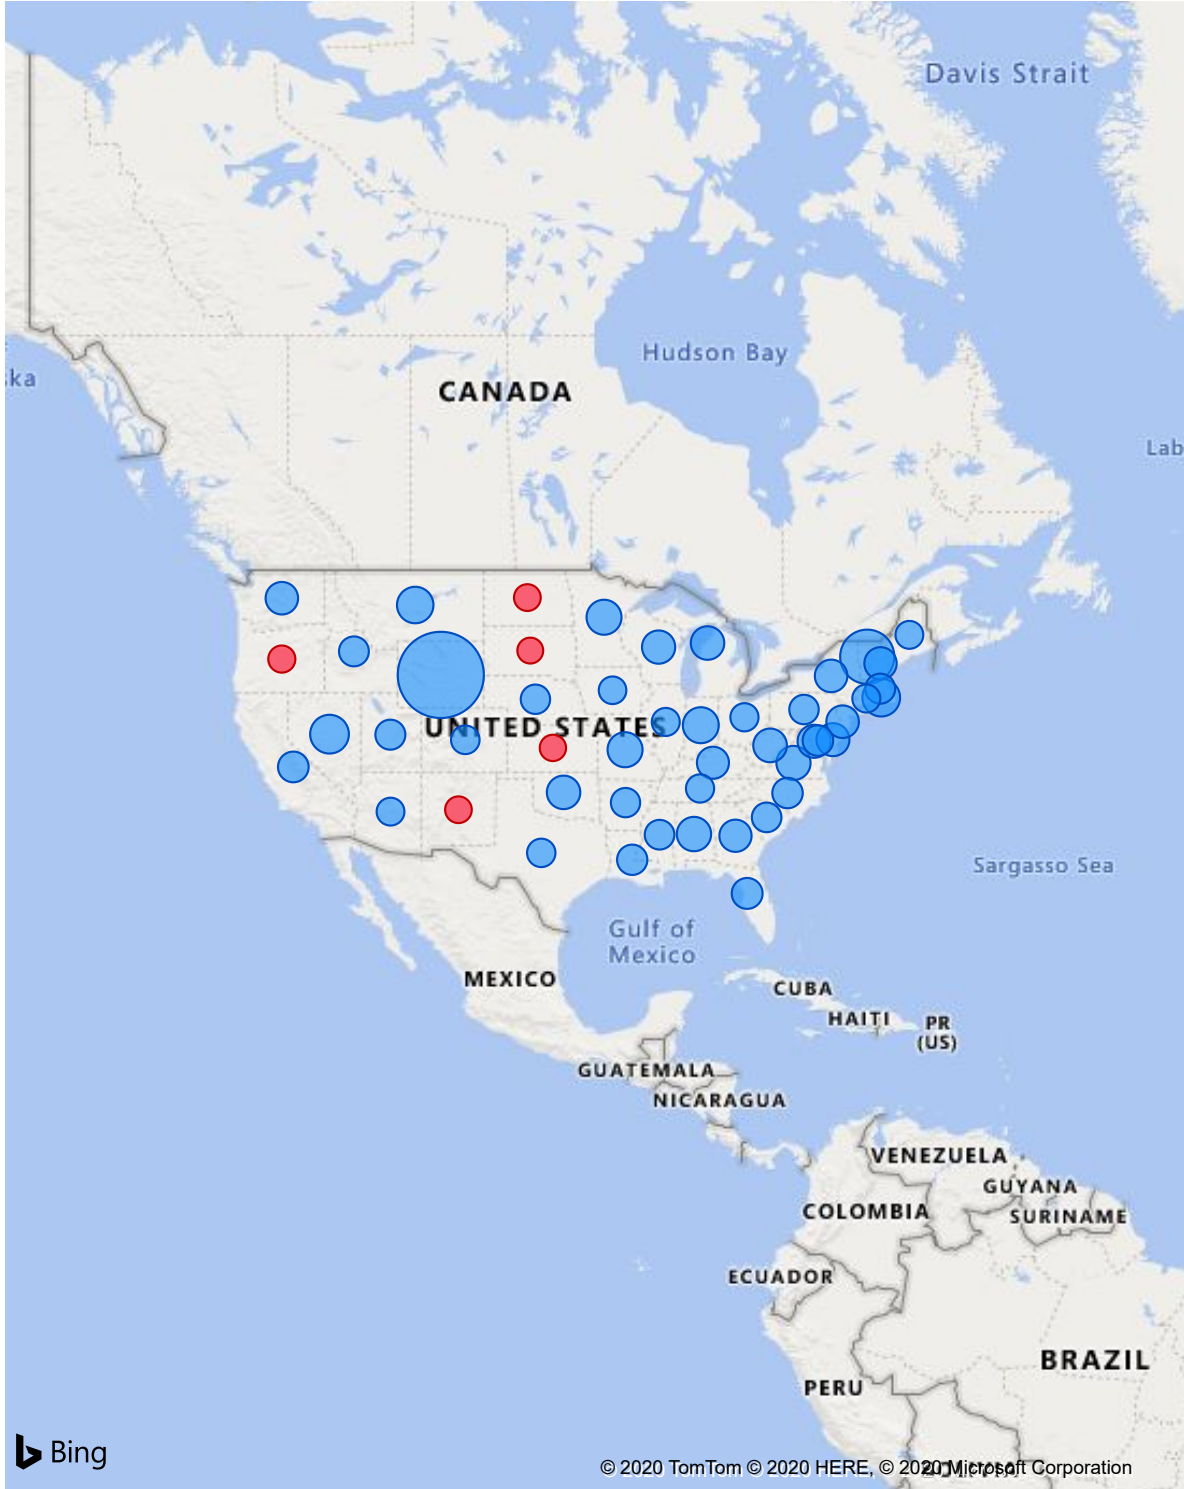 Davis Strait
Hudson Bay
ka
CANADA
Lab
UNITED STATES
Sargasso Sea
Gulf of
Mexico
MEXICO
CUBA
HAITI
PR
(US)
GUATEMALA
NICARAGUA
VENEZUELA
GUYANA
COLOMBIA
SURINAME
ECUADOR
BRAZIL
PERU
Bing
© 2020 TomTom © 2020 HERE, © 2020 Microsoft Corporation